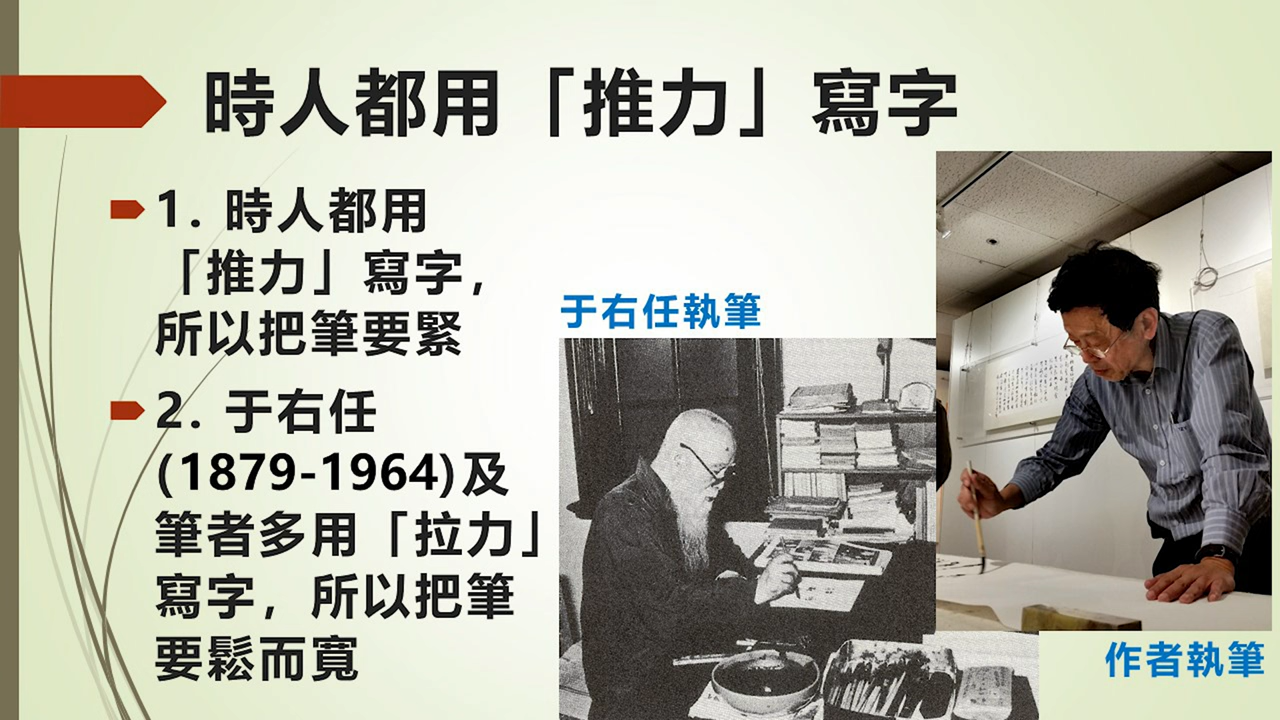 時人都用「推力」寫字
1. 時人都用
「推力」寫字,
所以把筆要緊
2. 于右任
(1879-1964)及
筆者多用「拉力」
寫字, 所以把筆
要鬆而寬
于右任執筆
作者執筆